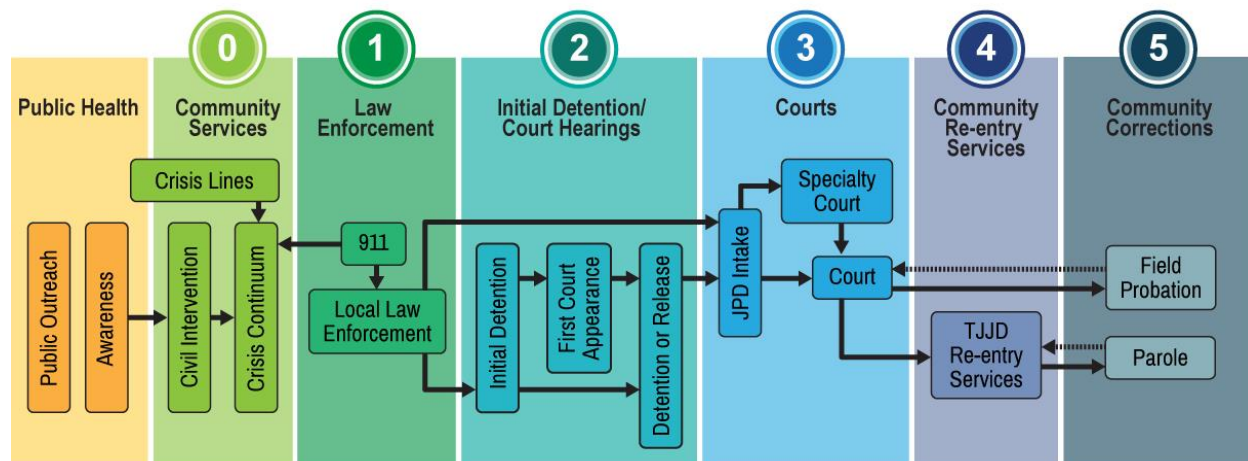 0
1
2
3
4
5
Public Health
Community
Services
Law
Enforcement
Initial Detention/
Court Hearings
Courts
Community
Re-entry
Services
Community
Corrections
Public Outreach
Awareness
Crisis Lines
Civil Intervention
Crisis Continuum
911
Local Law
Enforcement
Initial Detention
First Court
Appearance
Detention or Release
JPD Intake
Specialty
Court
Court
TJJD
Re-entry
Services
Field
Probation
Parole